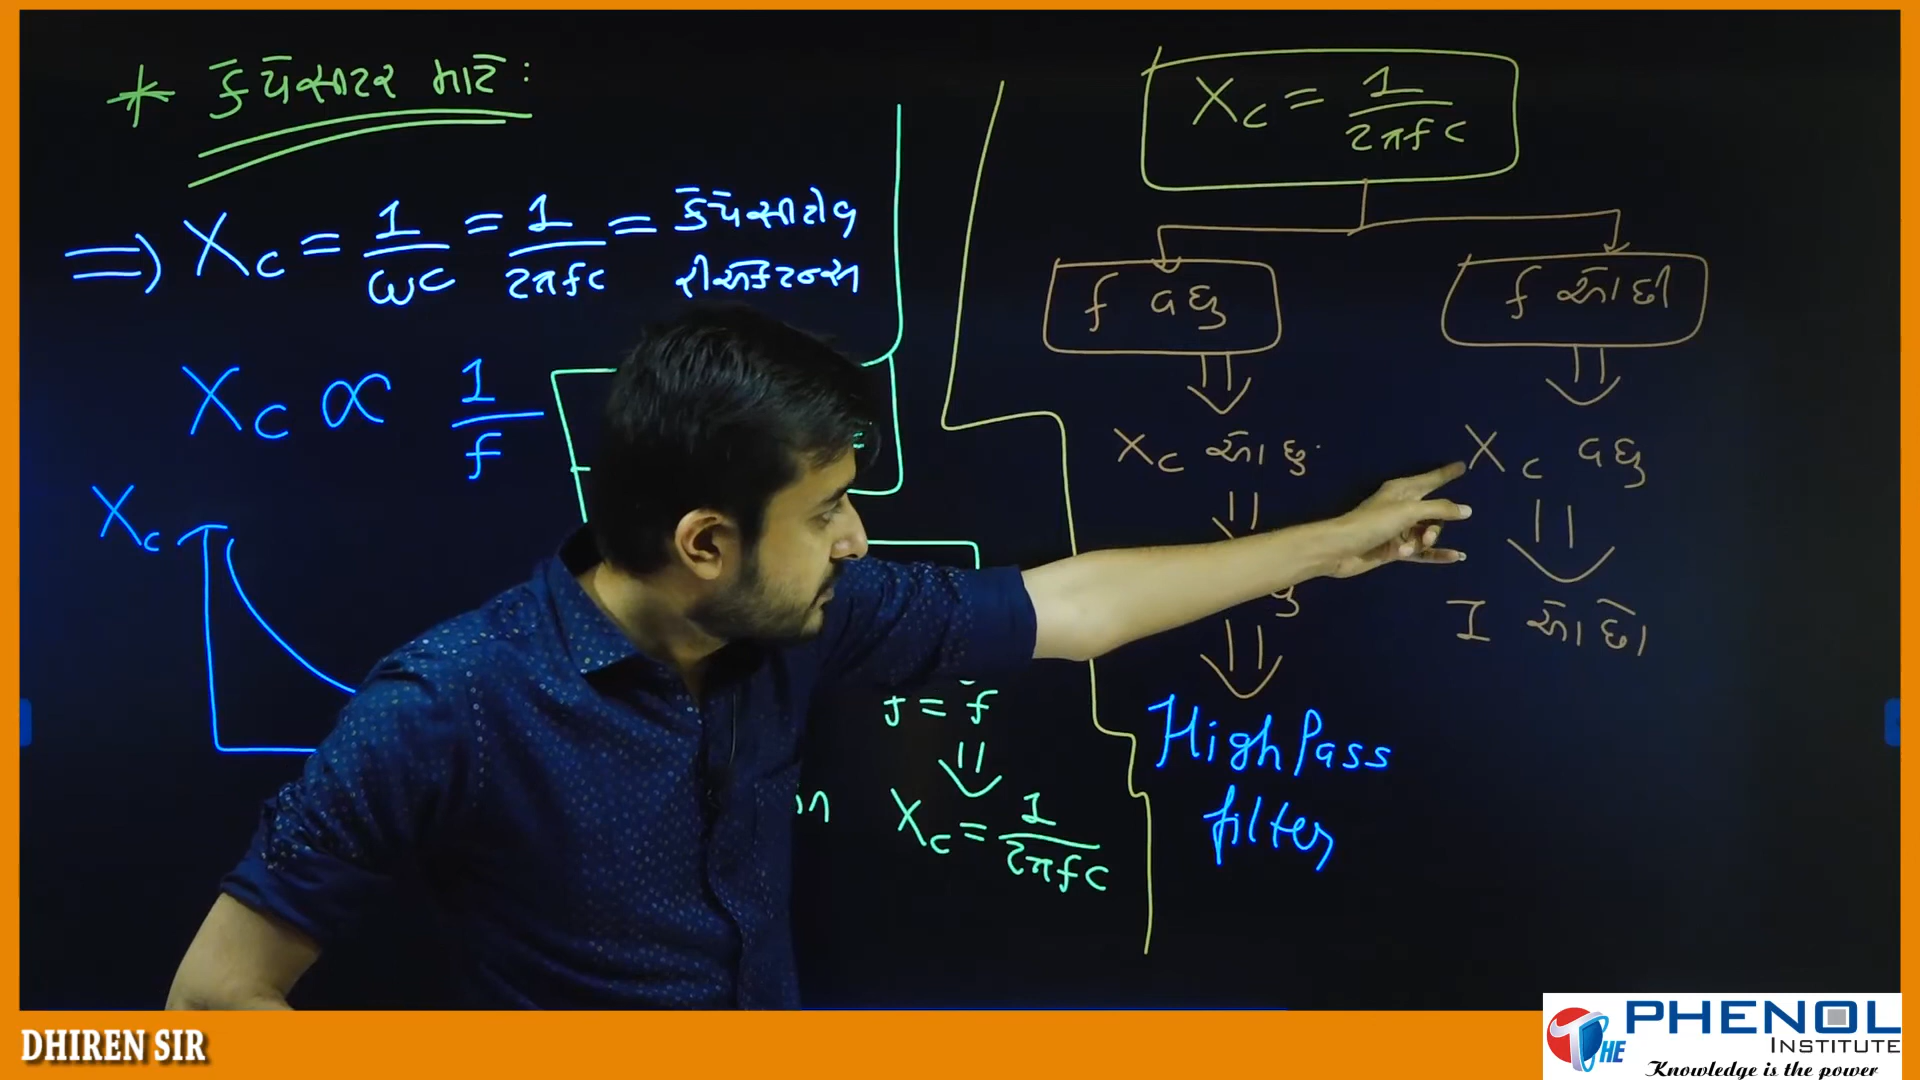 * કેપેસીટર માટે :
⇒ Xc = 1/ωC = 1/2πfC = કેપેસીટીવ
રીએક્ટન્સ
Xc ∝ 1/f
Xc
Xc = 1/2πfC
Xc = 1/2πfC
f વધુ
f ઓછી
Xc ઓછુ
Xc વધુ
I ઓછો
High Pass
filter
DHIREN SIR
THE
PHENOL
INSTITUTE
Knowledge is the power